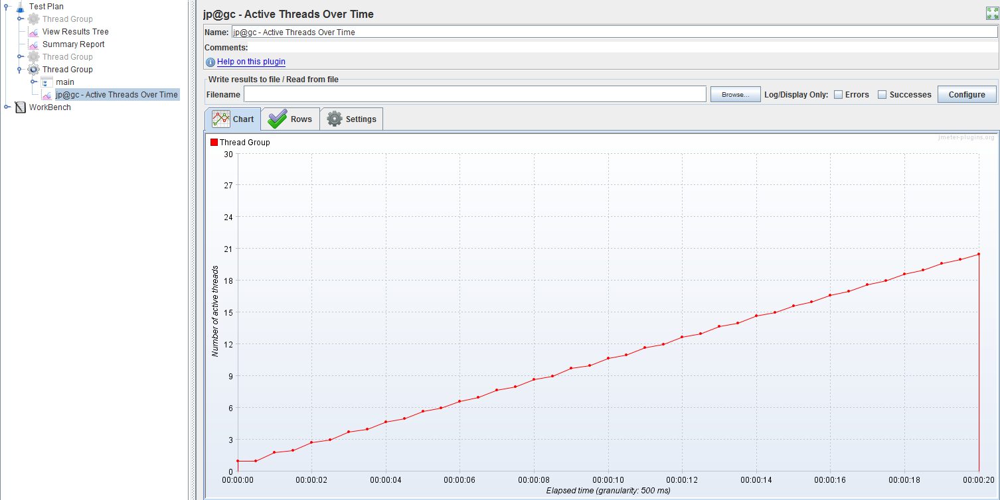 Test Plan
Thread Group
View Results Tree
Summary Report
Thread Group
Thread Group
main
jp@gc - Active Threads Over Time
WorkBench
jp@gc - Active Threads Over Time
Name: jp@gc - Active Threads Over Time
Comments:
Help on this plugin
Write results to file / Read from file
Filename Browse... Log/Display Only: Errors Successes Configure
Chart Rows Settings
Thread Group
jmeter-plugins.org
30
27
24
21
18
15
12
9
6
3
0
Number of active threads
00:00:00 00:00:02 00:00:04 00:00:06 00:00:08 00:00:10 00:00:12 00:00:14 00:00:16 00:00:18 00:00:20
Elapsed time (granularity: 500 ms)